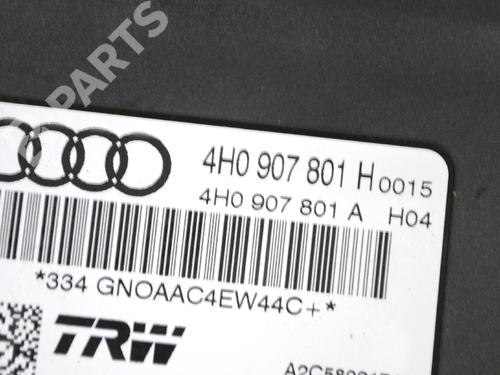 PARTS
4H0 907 801 H 0015
4H0 907 801 A H04
*334 GNOAAC4EW44C+*
TRW